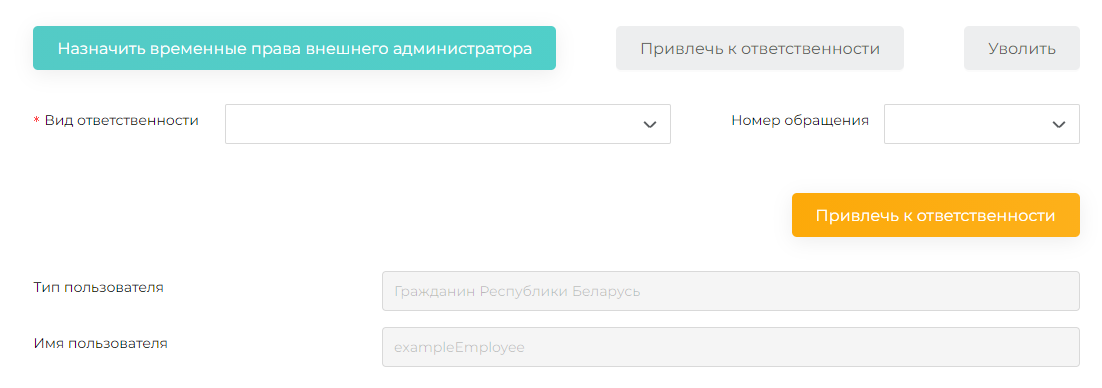 Назначить временные права внешнего администратора Привлечь к ответственности Уволить
* Вид ответственности Номер обращения
Привлечь к ответственности
Тип пользователя Гражданин Республики Беларусь
Имя пользователя exampleEmployee